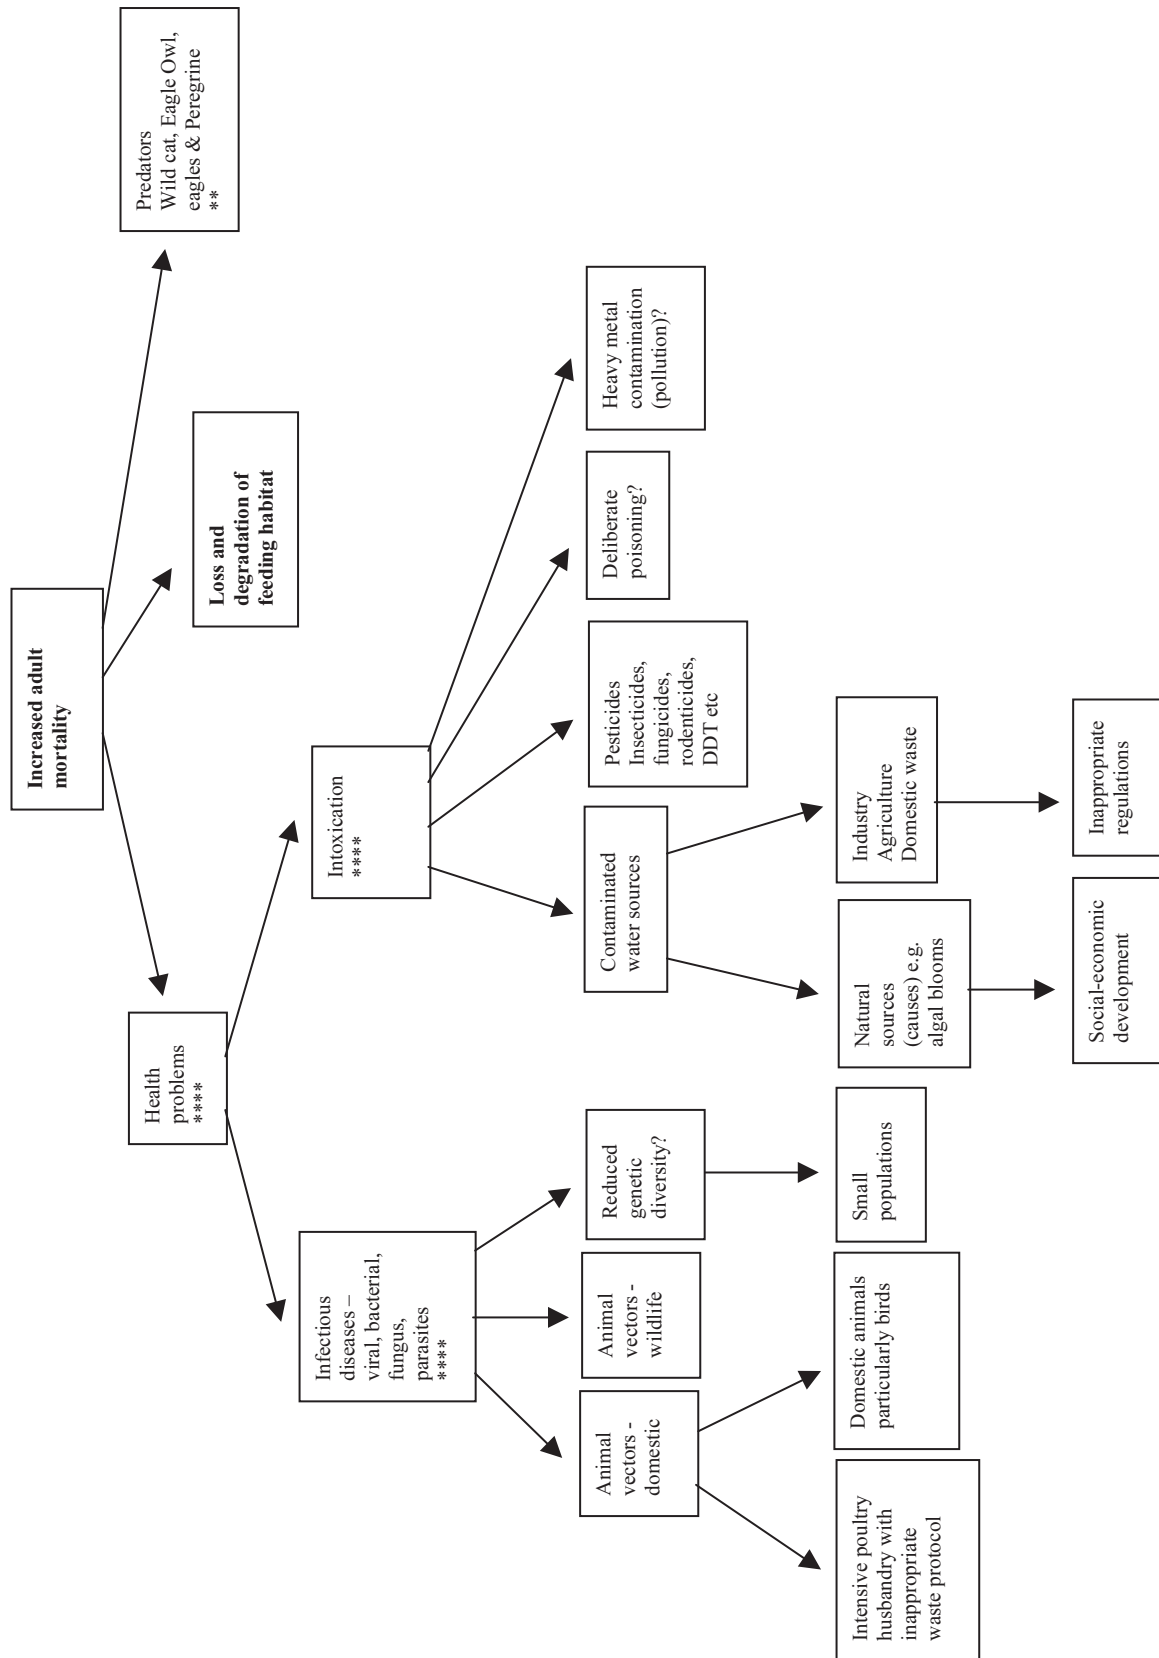 Increased adult
mortality
Health
problems
****
Loss and
degradation of
feeding habitat
Predators
Wild cat, Eagle Owl,
eagles & Peregrine
**
Infectious
diseases –
viral, bacterial,
fungus,
parasites
****
Intoxication
****
Animal
vectors -
domestic
Animal
vectors -
wildlife
Reduced
genetic
diversity?
Contaminated
water sources
Pesticides
Insecticides,
fungicides,
rodenticides,
DDT etc
Deliberate
poisoning?
Heavy metal
contamination
(pollution)?
Intensive poultry
husbandry with
inappropriate
waste protocol
Domestic animals
particularly birds
Small
populations
Natural
sources
(causes) e.g.
algal blooms
Industry
Agriculture
Domestic waste
Social-economic
development
Inappropriate
regulations